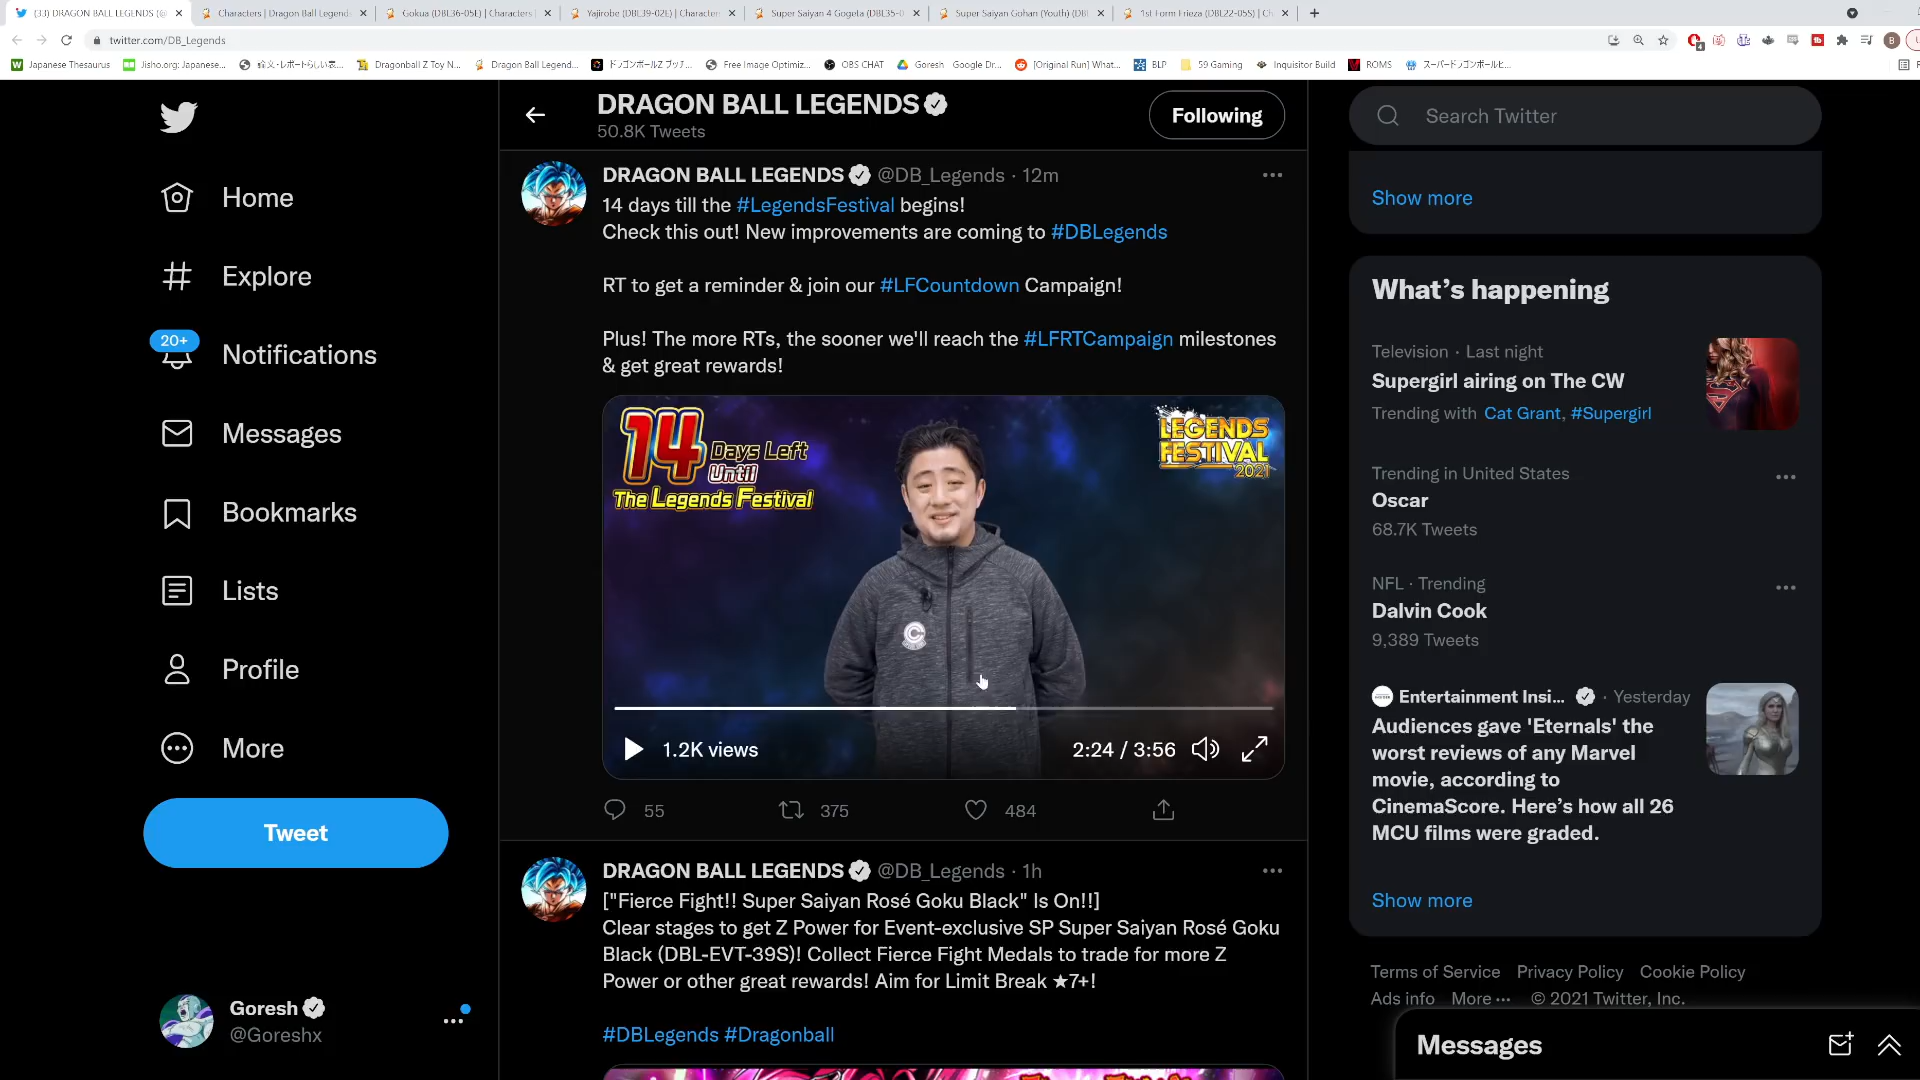 (33) DRAGON BALL LEGENDS (@
Characters | Dragon Ball Legends
Gokua (DBL36-05E) | Characters
Yajirobe (DBL39-02E) | Character
Super Saiyan 4 Gogeta (DBL35-0
Super Saiyan Gohan (Youth) (DBL
1st Form Frieza (DBL22-05S) | Ch
twitter.com/DB_Legends
B
Japanese Thesaurus
Jisho.org: Japanese...
論文・レポートらしい表...
Dragonball Z Toy N...
Dragon Ball Legend...
ドラゴンボールZ ブッチ...
Free Image Optimiz...
OBS CHAT
Goresh - Google Dr...
[Original Run] What...
BLP
59 Gaming
Inquisitor Build
ROMS
スーパードラゴンボールヒ...
DRAGON BALL LEGENDS
50.8K Tweets
Following
Search Twitter
Home
Explore
20+
Notifications
Messages
Bookmarks
Lists
Profile
More
Tweet
Goresh
@Goreshx
DRAGON BALL LEGENDS @DB_Legends · 12m
14 days till the #LegendsFestival begins!
Check this out! New improvements are coming to #DBLegends
RT to get a reminder & join our #LFCountdown Campaign!
Plus! The more RTs, the sooner we'll reach the #LFRTCampaign milestones
& get great rewards!
14 Days Left
Until
The Legends Festival
LEGENDS
FESTIVAL
2021
1.2K views
2:24 / 3:56
55
375
484
DRAGON BALL LEGENDS @DB_Legends · 1h
["Fierce Fight!! Super Saiyan Rosé Goku Black" Is On!!]
Clear stages to get Z Power for Event-exclusive SP Super Saiyan Rosé Goku
Black (DBL-EVT-39S)! Collect Fierce Fight Medals to trade for more Z
Power or other great rewards! Aim for Limit Break ★7+!
#DBLegends #Dragonball
Show more
What's happening
Television · Last night
Supergirl airing on The CW
Trending with Cat Grant, #Supergirl
Trending in United States
Oscar
68.7K Tweets
NFL · Trending
Dalvin Cook
9,389 Tweets
Entertainment Insi... · Yesterday
Audiences gave 'Eternals' the
worst reviews of any Marvel
movie, according to
CinemaScore. Here's how all 26
MCU films were graded.
Show more
Terms of Service Privacy Policy Cookie Policy
Ads info More ··· © 2021 Twitter, Inc.
Messages